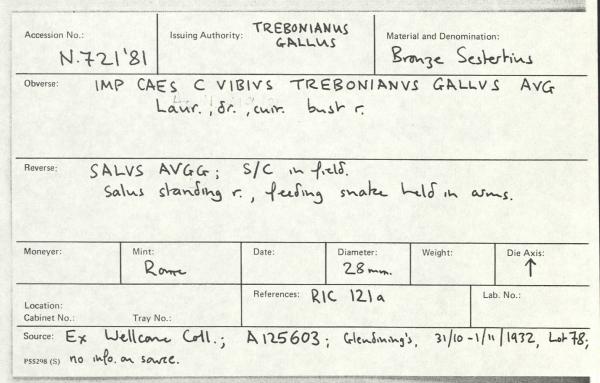 Accession No.: N.721'81
Issuing Authority: TREBONIANUS
GALLUS
Material and Denomination:
Bronze Sestertius
Obverse: IMP CAES C VIBIVS TREBONIANVS GALLVS AVG
Laur., dr., cuir. bust r.
Reverse: SALVS AVGG; S/C in field.
Salus standing r., feeding snake held in arms.
Moneyer:
Mint:
Rome
Date:
Diameter:
28mm.
Weight:
Die Axis:
↑
Location:
Cabinet No.: Tray No.:
References: RIC 121a
Lab. No.:
Source: Ex Wellcome Coll.; A125603; Glendining's, 31/10-1/11/1932, Lot 78;
PS5298 (S) no info. on source.